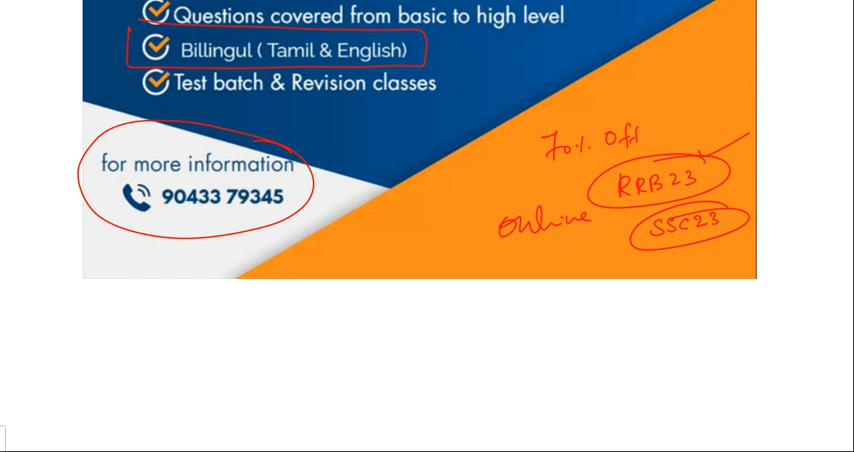 Questions covered from basic to high level
Billingul ( Tamil & English)
Test batch & Revision classes
for more information
90433 79345
70% Off
RRB23
Online
SSC23